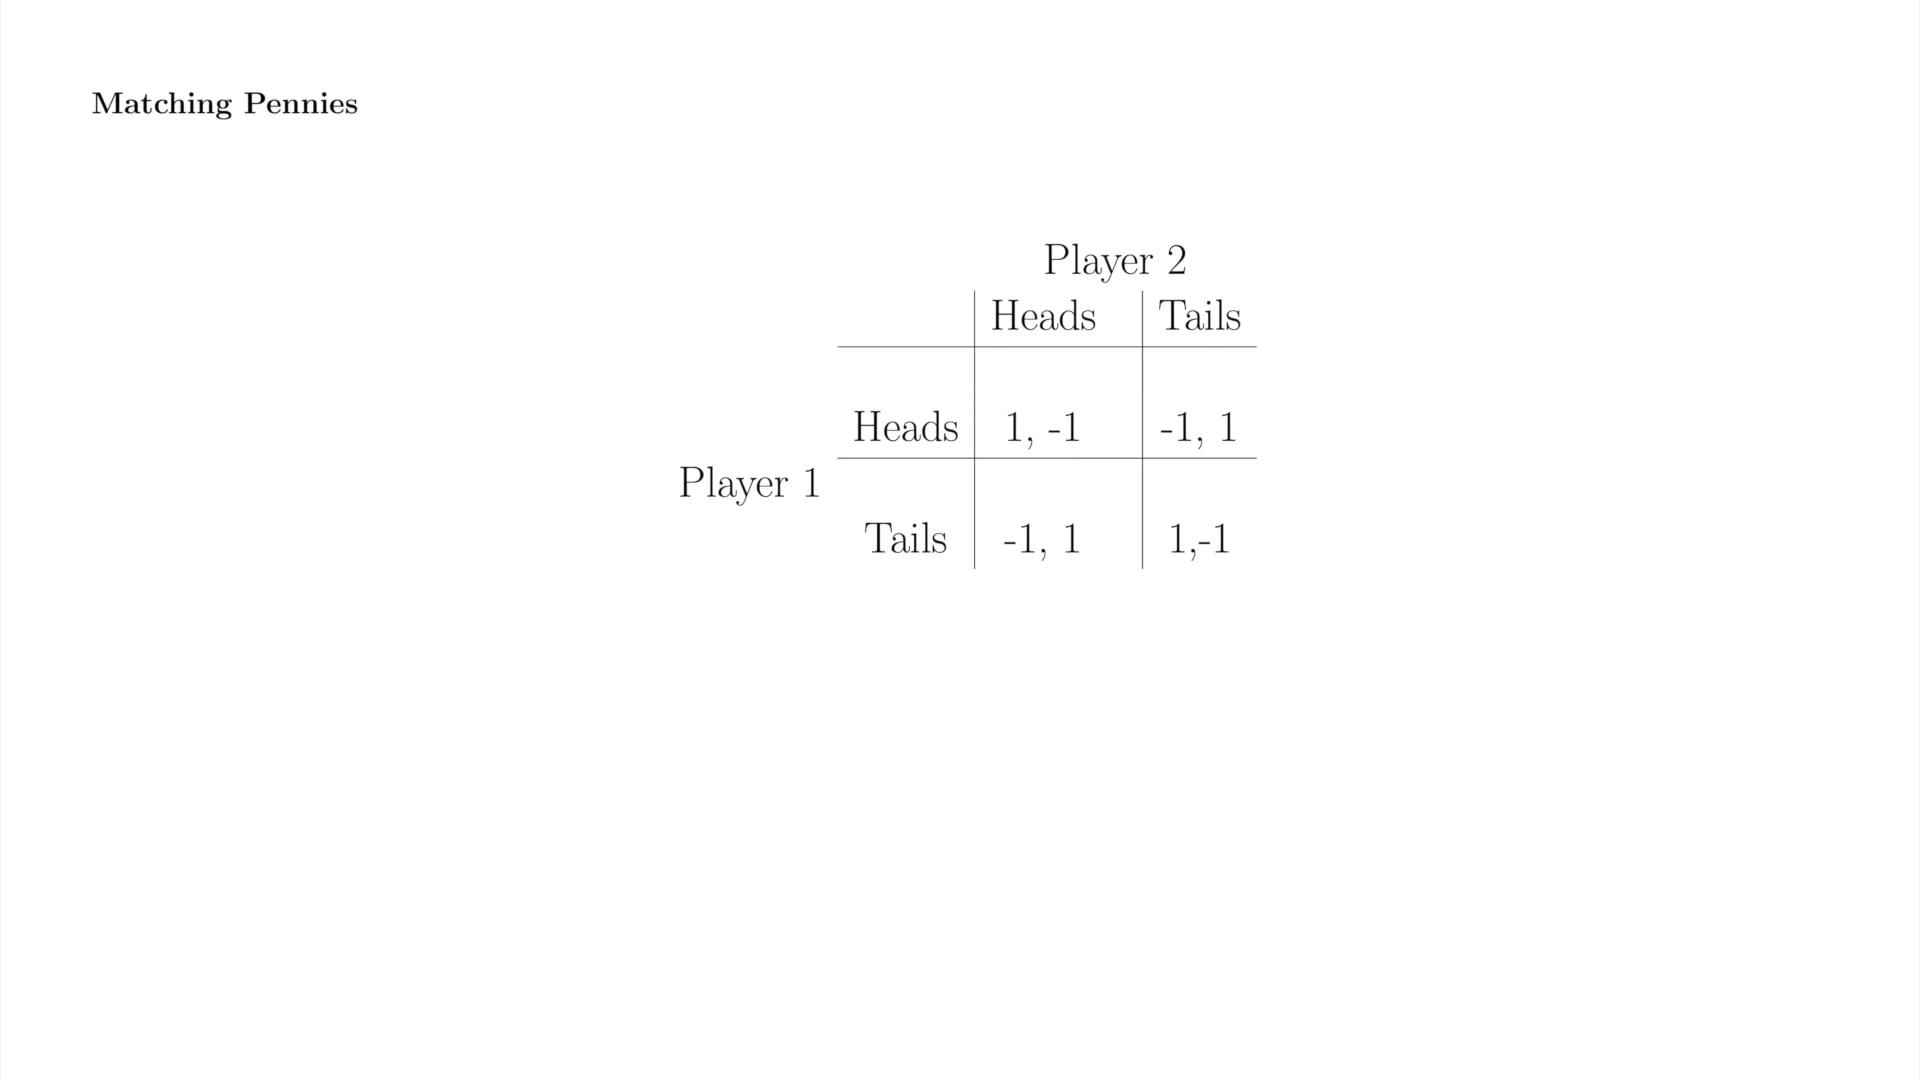 Matching Pennies
Player 2
Heads Tails
Heads 1, -1 -1, 1
Player 1
Tails -1, 1 1,-1